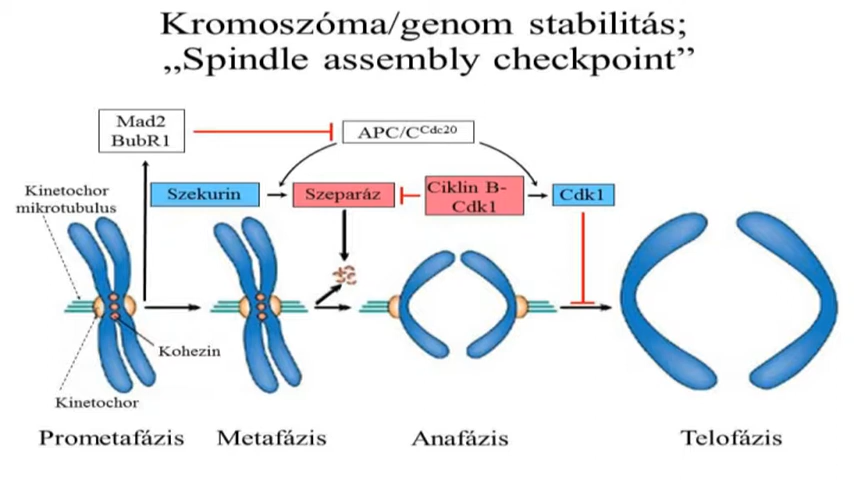 Kromoszóma/genom stabilitás;
„Spindle assembly checkpoint”
Mad2
BubR1
APC/C^Cdc20
Kinetochor
mikrotubulus
Szekurin
Szeparáz
Ciklin B-
Cdk1
Cdk1
Kohezin
Kinetochor
Prometafázis
Metafázis
Anafázis
Telofázis